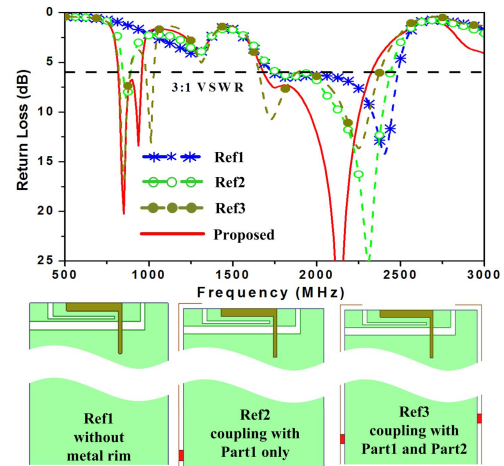 Return Loss (dB)
0
5
10
15
20
25
3:1 VSWR
Ref1
Ref2
Ref3
Proposed
500 1000 1500 2000 2500 3000
Frequency (MHz)
Ref1
without
metal rim
Ref2
coupling with
Part1 only
Ref3
coupling with
Part1 and Part2